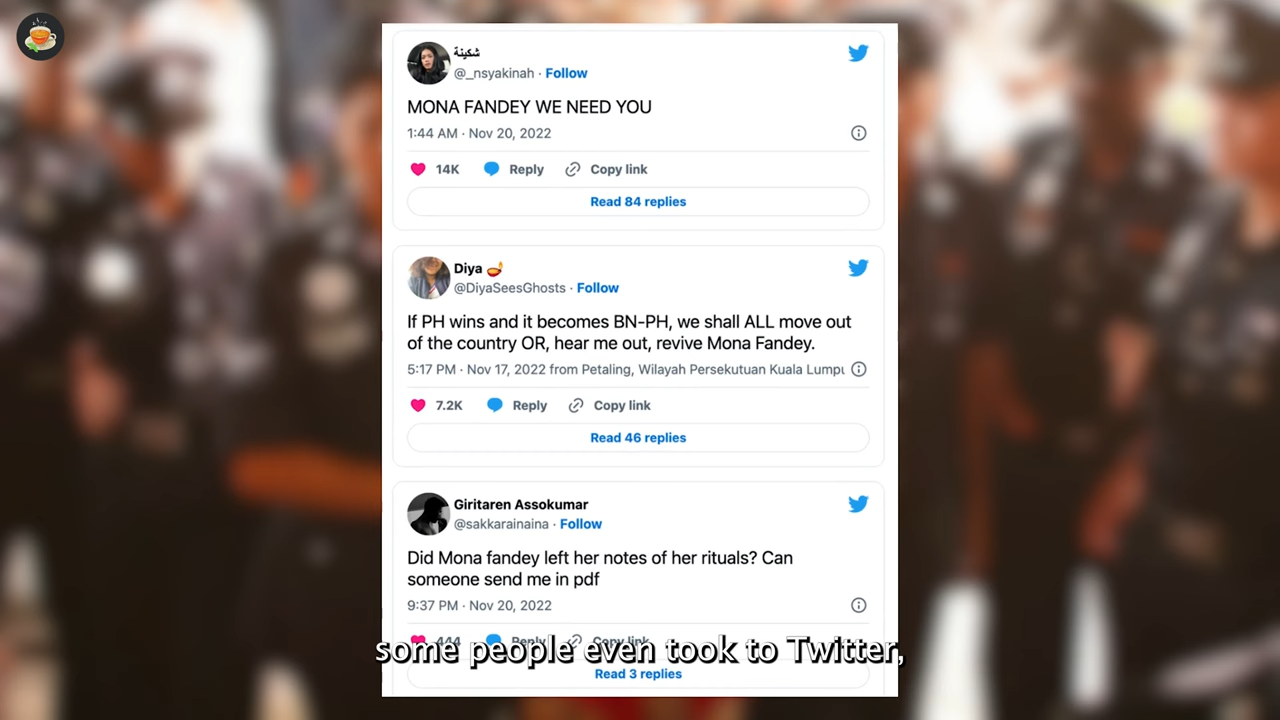 شكينة
@_nsyakinah · Follow
MONA FANDEY WE NEED YOU
1:44 AM · Nov 20, 2022
14K Reply Copy link
Read 84 replies
Diya
@DiyaSeesGhosts · Follow
If PH wins and it becomes BN-PH, we shall ALL move out
of the country OR, hear me out, revive Mona Fandey.
5:17 PM · Nov 17, 2022 from Petaling, Wilayah Persekutuan Kuala Lumpu
7.2K Reply Copy link
Read 46 replies
Giritaren Assokumar
@sakkarainaina · Follow
Did Mona fandey left her notes of her rituals? Can
someone send me in pdf
9:37 PM · Nov 20, 2022
444 Reply Copy link
some people even took to Twitter,
Read 3 replies